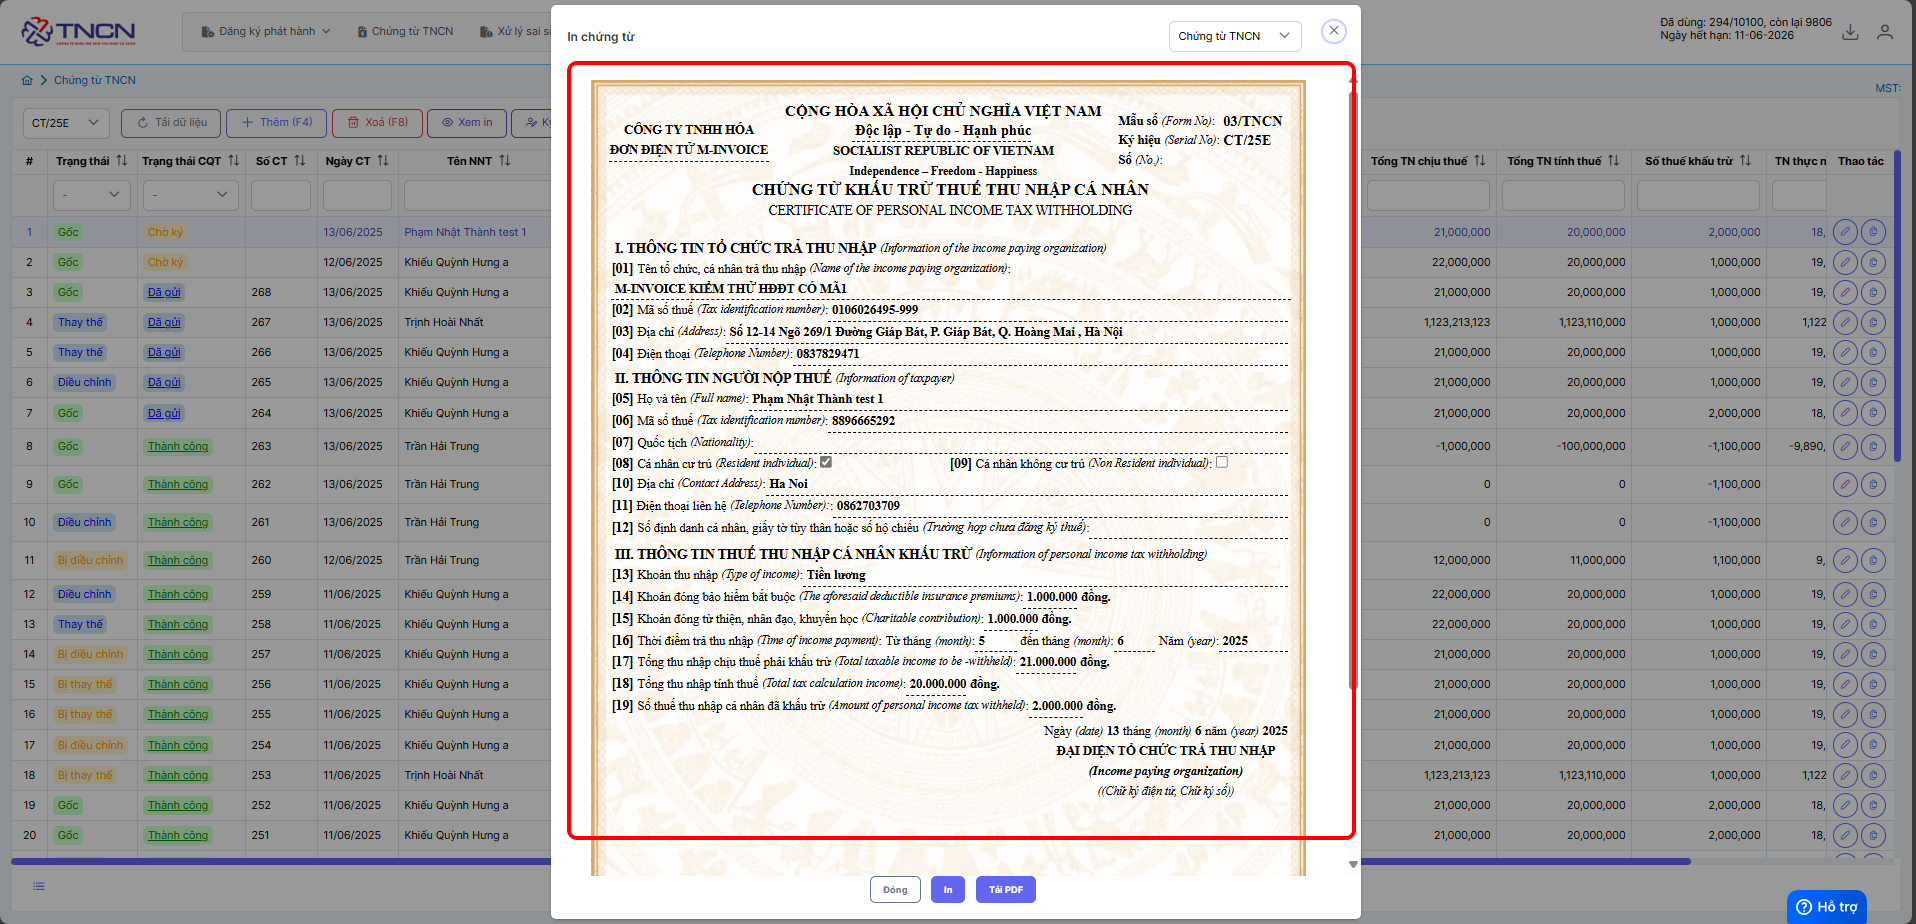 TNCN
Đăng ký phát hành
Chứng từ TNCN
Xử lý sai s
In chứng từ
Chứng từ TNCN
Đã dùng: 294/10100, còn lại 9806
Ngày hết hạn: 11-06-2026
Chứng từ TNCN
MST:
CT/25E
Tải dữ liệu
Thêm (F4)
Xoá (F8)
Xem in
Ký
# Trạng thái Trạng thái CQT Số CT Ngày CT Tên NNT Tổng TN chịu thuế Tổng TN tính thuế Số thuế khấu trừ TN thực n Thao tác
- -
1 Gốc Chờ ký 13/06/2025 Phạm Nhật Thành test 1 21,000,000 20,000,000 2,000,000 18,
2 Gốc Chờ ký 12/06/2025 Khiếu Quỳnh Hưng a 22,000,000 20,000,000 1,000,000 19,
3 Gốc Đã gửi 268 13/06/2025 Khiếu Quỳnh Hưng a 21,000,000 20,000,000 1,000,000 19,
4 Thay thế Đã gửi 267 13/06/2025 Trịnh Hoài Nhất 1,123,213,123 1,123,110,000 1,000,000 1,122
5 Thay thế Đã gửi 266 13/06/2025 Khiếu Quỳnh Hưng a 21,000,000 20,000,000 1,000,000 19,
6 Điều chỉnh Đã gửi 265 13/06/2025 Khiếu Quỳnh Hưng a 21,000,000 20,000,000 1,000,000 19,
7 Gốc Đã gửi 264 13/06/2025 Khiếu Quỳnh Hưng a 21,000,000 20,000,000 2,000,000 18,
8 Gốc Thành công 263 13/06/2025 Trần Hải Trung -1,000,000 -100,000,000 -1,100,000 -9,890,
9 Gốc Thành công 262 13/06/2025 Trần Hải Trung 0 0 -1,100,000
10 Điều chỉnh Thành công 261 13/06/2025 Trần Hải Trung 0 0 -1,100,000
11 Bị điều chỉnh Thành công 260 12/06/2025 Trần Hải Trung 12,000,000 11,000,000 1,100,000 9,
12 Điều chỉnh Thành công 259 11/06/2025 Khiếu Quỳnh Hưng a 22,000,000 20,000,000 1,000,000 19,
13 Thay thế Thành công 258 11/06/2025 Khiếu Quỳnh Hưng a 22,000,000 20,000,000 1,000,000 19,
14 Bị điều chỉnh Thành công 257 11/06/2025 Khiếu Quỳnh Hưng a 21,000,000 20,000,000 1,000,000 19,
15 Bị thay thế Thành công 256 11/06/2025 Khiếu Quỳnh Hưng a 21,000,000 20,000,000 1,000,000 19,
16 Bị thay thế Thành công 255 11/06/2025 Khiếu Quỳnh Hưng a 21,000,000 20,000,000 1,000,000 19,
17 Bị điều chỉnh Thành công 254 11/06/2025 Khiếu Quỳnh Hưng a 21,000,000 20,000,000 1,000,000 19,
18 Bị thay thế Thành công 253 11/06/2025 Trịnh Hoài Nhất 1,123,213,123 1,123,110,000 1,000,000 1,122
19 Gốc Thành công 252 11/06/2025 Khiếu Quỳnh Hưng a 21,000,000 20,000,000 2,000,000 18,
20 Gốc Thành công 251 11/06/2025 Khiếu Quỳnh Hưng a 21,000,000 20,000,000 2,000,000 18,
CÔNG TY TNHH HÓA
ĐƠN ĐIỆN TỬ M-INVOICE
CỘNG HÒA XÃ HỘI CHỦ NGHĨA VIỆT NAM
Độc lập - Tự do - Hạnh phúc
SOCIALIST REPUBLIC OF VIETNAM
Independence – Freedom - Happiness
Mẫu số (Form No): 03/TNCN
Ký hiệu (Serial No): CT/25E
Số (No.):
CHỨNG TỪ KHẤU TRỪ THUẾ THU NHẬP CÁ NHÂN
CERTIFICATE OF PERSONAL INCOME TAX WITHHOLDING
I. THÔNG TIN TỔ CHỨC TRẢ THU NHẬP (Information of the income paying organization)
[01] Tên tổ chức, cá nhân trả thu nhập (Name of the income paying organization):
M-INVOICE KIỂM THỬ HĐĐT CÓ MÃ1
[02] Mã số thuế (Tax identification number): 0106026495-999
[03] Địa chỉ (Address): Số 12-14 Ngõ 269/1 Đường Giáp Bát, P. Giáp Bát, Q. Hoàng Mai , Hà Nội
[04] Điện thoại (Telephone Number): 0837829471
II. THÔNG TIN NGƯỜI NỘP THUẾ (Information of taxpayer)
[05] Họ và tên (Full name): Phạm Nhật Thành test 1
[06] Mã số thuế (Tax identification number): 8896665292
[07] Quốc tịch (Nationality):
[08] Cá nhân cư trú (Resident individual): [09] Cá nhân không cư trú (Non Resident individual):
[10] Địa chỉ (Contact Address): Ha Noi
[11] Điện thoại liên hệ (Telephone Number):: 0862703709
[12] Số định danh cá nhân, giấy tờ tùy thân hoặc số hộ chiếu (Trường hợp chưa đăng ký thuế):
III. THÔNG TIN THUẾ THU NHẬP CÁ NHÂN KHẤU TRỪ (Information of personal income tax withholding)
[13] Khoản thu nhập (Type of income): Tiền lương
[14] Khoản đóng bảo hiểm bắt buộc (The aforesaid deductible insurance premiums): 1.000.000 đồng.
[15] Khoản đóng từ thiện, nhân đạo, khuyến học (Charitable contribution): 1.000.000 đồng.
[16] Thời điểm trả thu nhập (Time of income payment): Từ tháng (month): 5 đến tháng (month): 6 Năm (year): 2025
[17] Tổng thu nhập chịu thuế phải khấu trừ (Total taxable income to be -withheld): 21.000.000 đồng.
[18] Tổng thu nhập tính thuế (Total tax calculation income): 20.000.000 đồng.
[19] Số thuế thu nhập cá nhân đã khấu trừ (Amount of personal income tax withheld): 2.000.000 đồng.
Ngày (date) 13 tháng (month) 6 năm (year) 2025
ĐẠI DIỆN TỔ CHỨC TRẢ THU NHẬP
(Income paying organization)
((Chữ ký điện tử, Chữ ký số))
Đóng
In
Tải PDF
Hỗ trợ